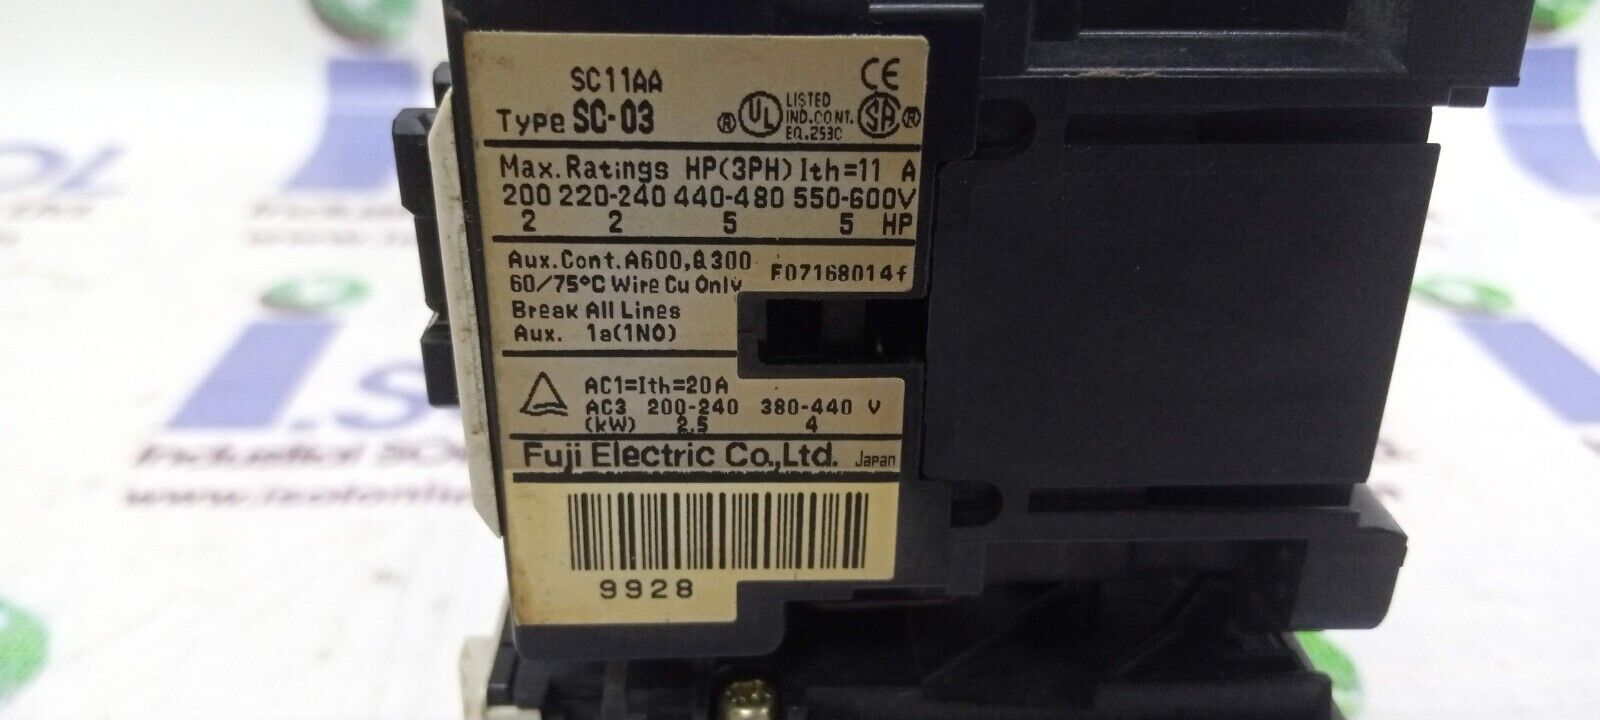 SC11AA
Type SC-03
® UL LISTED IND.CONT. EQ.253C
CE
SA ®
Max.Ratings HP(3PH) Ith=11 A
200 220-240 440-480 550-600V
2 2 5 5 HP
Aux.Cont.A600,Q300
F07168014f
60/75°C Wire Cu Only
Break All Lines
Aux. 1a(1NO)
AC1=Ith=20A
AC3 200-240 380-440 V
(kW) 2.5 4
Fuji Electric Co.,Ltd. Japan
9928